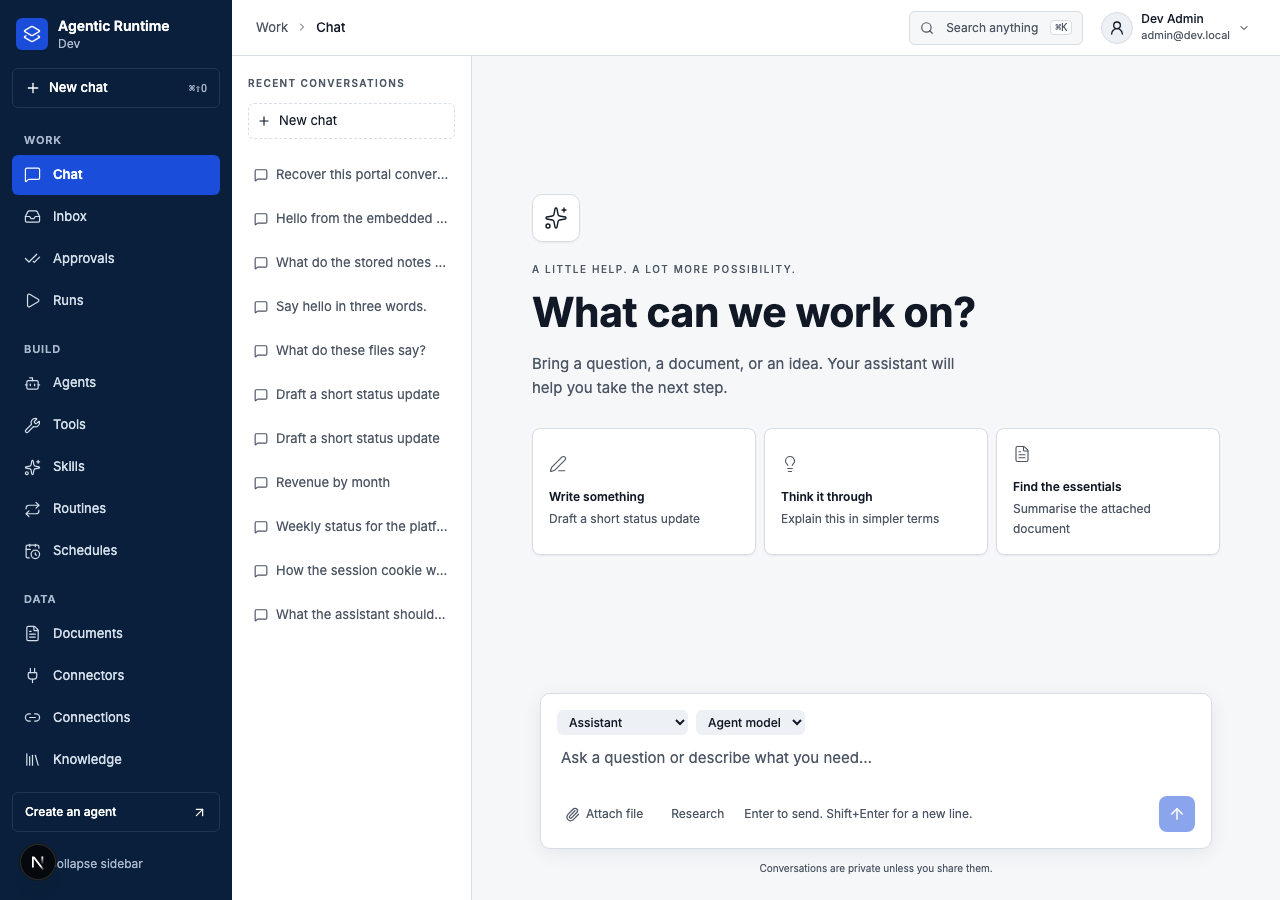 Agentic Runtime
Dev
New chat ⌘⇧O
WORK
Chat
Inbox
Approvals
Runs
BUILD
Agents
Tools
Skills
Routines
Schedules
DATA
Documents
Connectors
Connections
Knowledge
Create an agent
N
ollapse sidebar
Work > Chat
Search anything ⌘K
Dev Admin
admin@dev.local
RECENT CONVERSATIONS
New chat
Recover this portal conver...
Hello from the embedded ...
What do the stored notes ...
Say hello in three words.
What do these files say?
Draft a short status update
Draft a short status update
Revenue by month
Weekly status for the platf...
How the session cookie w...
What the assistant should...
A LITTLE HELP. A LOT MORE POSSIBILITY.
What can we work on?
Bring a question, a document, or an idea. Your assistant will
help you take the next step.
Write something
Draft a short status update
Think it through
Explain this in simpler terms
Find the essentials
Summarise the attached
document
Assistant Agent model
Ask a question or describe what you need...
Attach file Research Enter to send. Shift+Enter for a new line.
Conversations are private unless you share them.